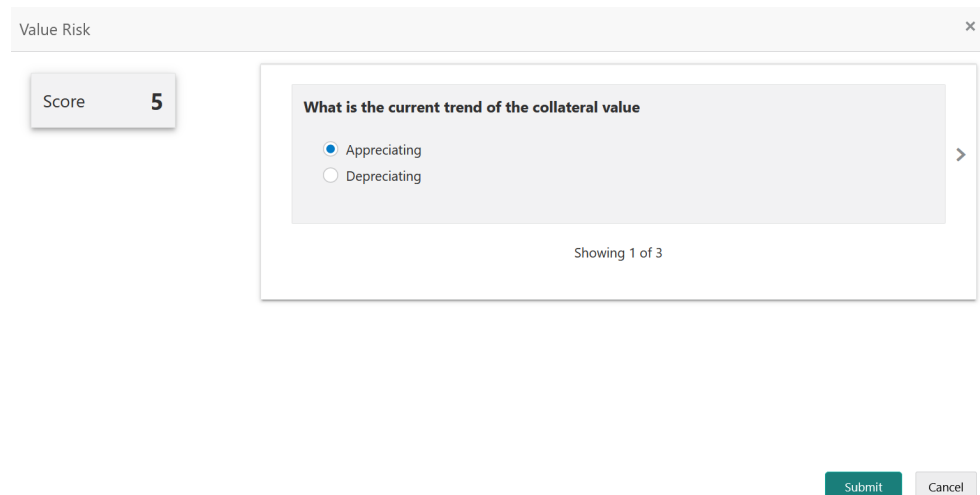 Value Risk
Score 5
What is the current trend of the collateral value
Appreciating
Depreciating
Showing 1 of 3
Submit Cancel